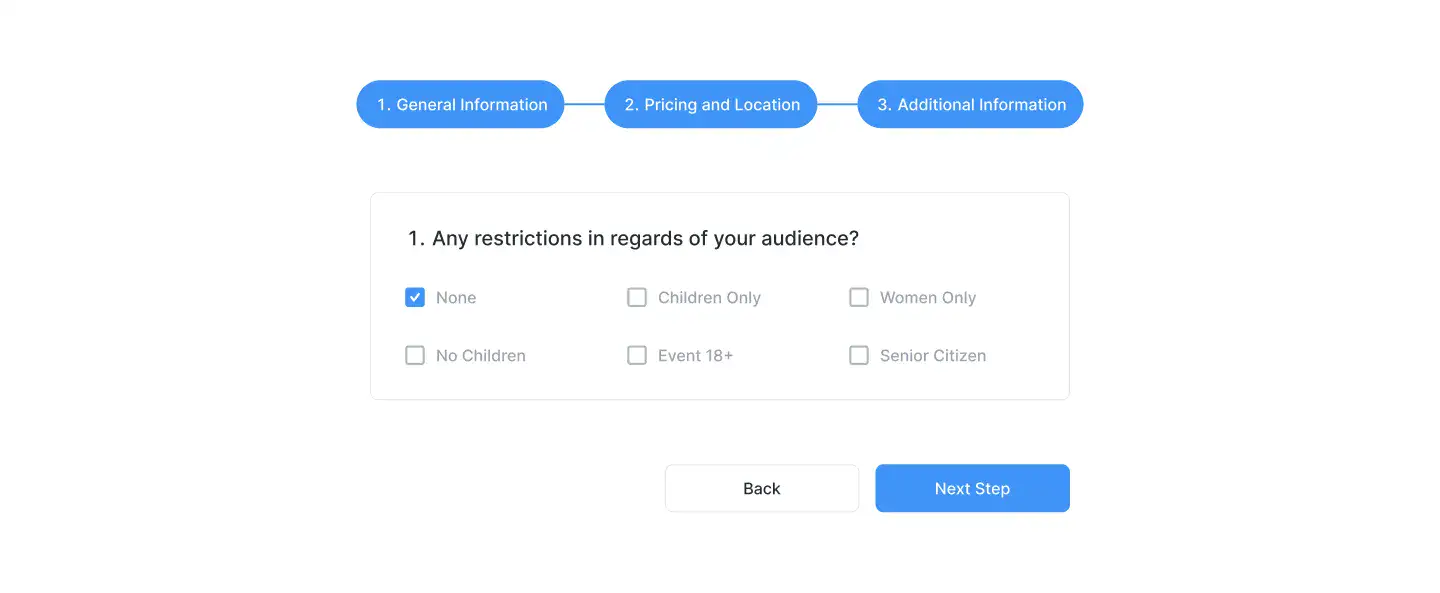 1. General Information 2. Pricing and Location 3. Additional Information
1. Any restrictions in regards of your audience?
None Children Only Women Only
No Children Event 18+ Senior Citizen
Back Next Step